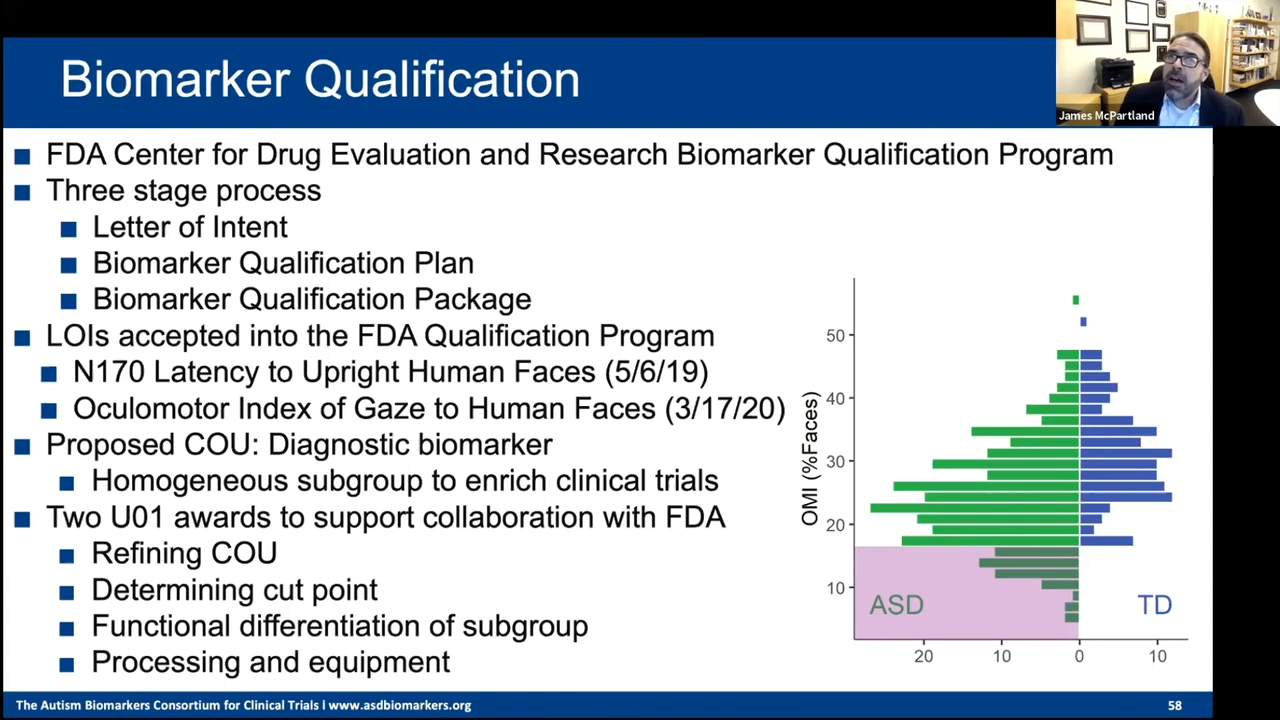 Biomarker Qualification
James McPartland
FDA Center for Drug Evaluation and Research Biomarker Qualification Program
Three stage process
Letter of Intent
Biomarker Qualification Plan
Biomarker Qualification Package
LOIs accepted into the FDA Qualification Program
N170 Latency to Upright Human Faces (5/6/19)
Oculomotor Index of Gaze to Human Faces (3/17/20)
Proposed COU: Diagnostic biomarker
Homogeneous subgroup to enrich clinical trials
Two U01 awards to support collaboration with FDA
Refining COU
Determining cut point
Functional differentiation of subgroup
Processing and equipment
OMI (%Faces)
50
40
30
20
10
ASD
TD
20 10 0 10
The Autism Biomarkers Consortium for Clinical Trials I www.asdbiomarkers.org
58